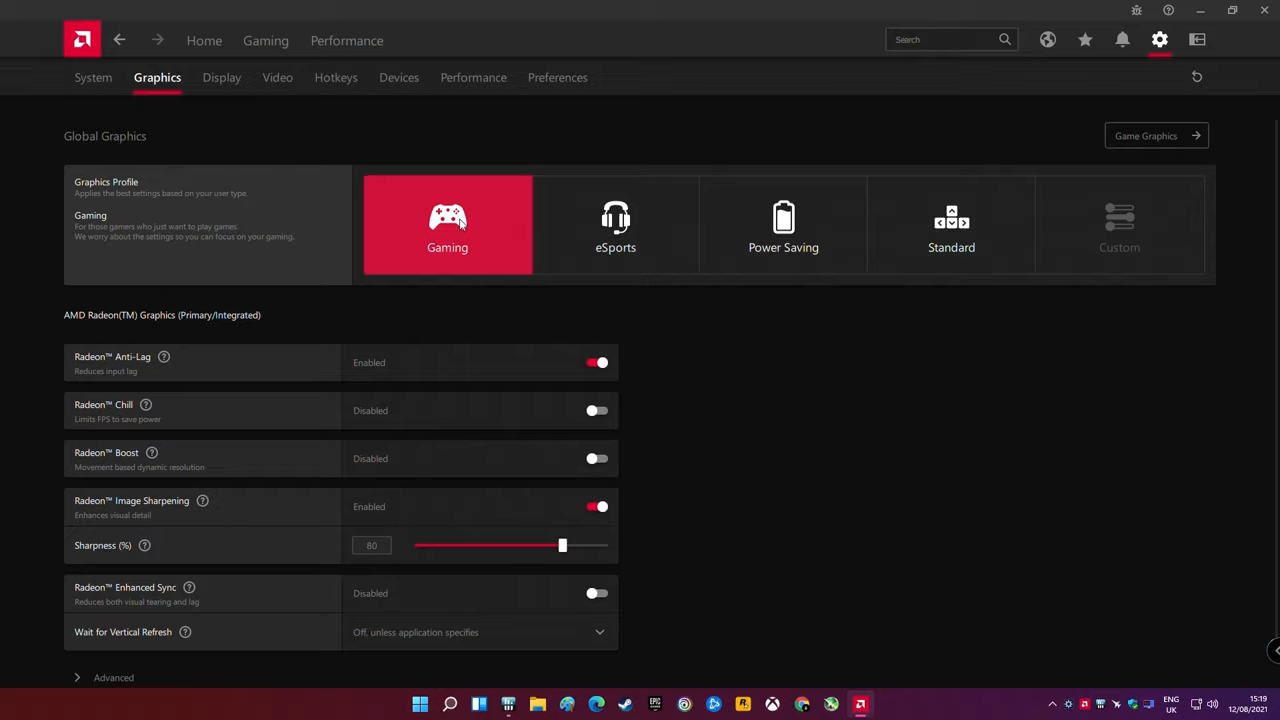 Home Gaming Performance Search
System Graphics Display Video Hotkeys Devices Performance Preferences
Global Graphics
Game Graphics
Graphics Profile
Applies the best settings based on your user type.
Gaming
For those gamers who just want to play games.
We worry about the settings so you can focus on your gaming.
Gaming
eSports
Power Saving
Standard
Custom
AMD Radeon(TM) Graphics (Primary/Integrated)
Radeon™ Anti-Lag
Reduces input lag
Enabled
Radeon™ Chill
Limits FPS to save power
Disabled
Radeon™ Boost
Movement based dynamic resolution
Disabled
Radeon™ Image Sharpening
Enhances visual detail
Enabled
Sharpness (%)
80
Radeon™ Enhanced Sync
Reduces both visual tearing and lag
Disabled
Wait for Vertical Refresh
Off, unless application specifies
Advanced
ENG
UK
15:19
12/08/2021